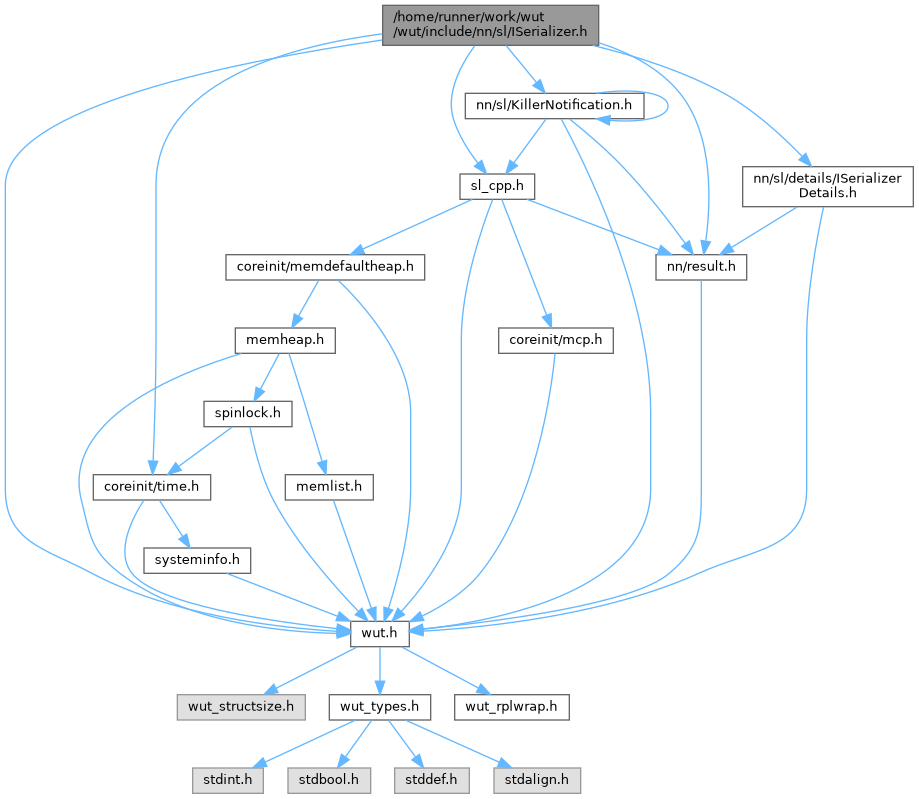 /home/runner/work/wut
/wut/include/nn/sl/ISerializer.h
nn/sl/KillerNotification.h
sl_cpp.h
nn/sl/details/ISerializer
Details.h
coreinit/memdefaultheap.h
nn/result.h
memheap.h
coreinit/mcp.h
spinlock.h
coreinit/time.h
memlist.h
systeminfo.h
wut.h
wut_structsize.h
wut_types.h
wut_rplwrap.h
stdint.h
stdbool.h
stddef.h
stdalign.h